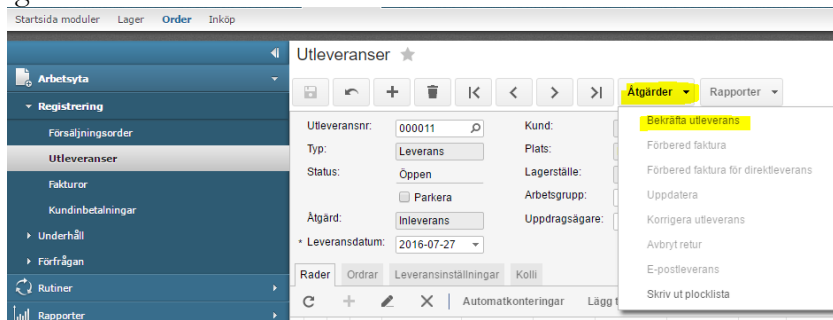 Startsida moduler Lager Order Inköp
Utleveranser
Arbetsyta
Registrering
Försäljningsorder
Utleveranser
Fakturor
Kundinbetalningar
Underhåll
Förfrågan
Rutiner
Rapporter
Åtgärder Rapporter
Utleveransnr: 000011 Kund:
Typ: Leverans Plats:
Status: Öppen Lagerställe:
Parkera Arbetsgrupp:
Åtgärd: Inleverans Uppdragsägare:
* Leveransdatum: 2016-07-27
Bekräfta utleverans
Förbered faktura
Förbered faktura för direktleverans
Uppdatera
Korrigera utleverans
Avbryt retur
E-postleverans
Skriv ut plocklista
Rader Ordrar Leveransinställningar Kolli
Automatkonteringar Lägg t